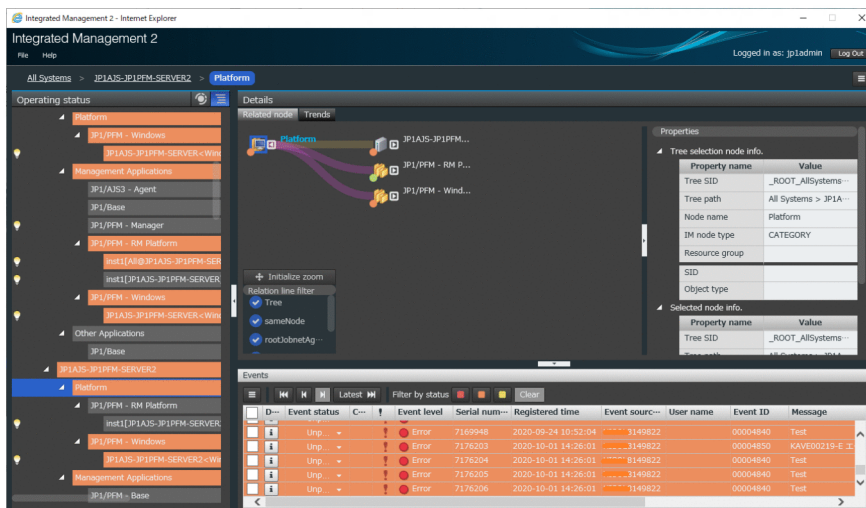 Integrated Management 2 - Internet Explorer
Integrated Management 2
File Help
Logged in as: jp1admin Log Out
All Systems > JP1AJS-JP1PFM-SERVER2 > Platform
Operating status
Platform
JP1/PFM - Windows
JP1AJS-JP1PFM-SERVER<Wind
Management Applications
JP1/AJS3 - Agent
JP1/Base
JP1/PFM - Manager
JP1/PFM - RM Platform
inst1[All@JP1AJS-JP1PFM-SER
inst1[JP1AJS-JP1PFM-SERVER
JP1/PFM - Windows
JP1AJS-JP1PFM-SERVER<Wind
Other Applications
JP1/Base
JP1AJS-JP1PFM-SERVER2
Platform
JP1/PFM - RM Platform
inst1[JP1AJS-JP1PFM-SERVER
JP1/PFM - Windows
JP1AJS-JP1PFM-SERVER2<Win
Management Applications
JP1/PFM - Base
Details
Related node Trends
Platform
JP1AJS-JP1PFM...
JP1/PFM - RM P...
JP1/PFM - Wind...
Initialize zoom
Relation line filter
Tree
sameNode
rootJobnetAg···
Properties
Tree selection node info.
Property name Value
Tree SID _ROOT_AllSystems···
Tree path All Systems > JP1A···
Node name Platform
IM node type CATEGORY
Resource group
SID
Object type
Selected node info.
Property name Value
Tree SID _ROOT_AllSystems···
Events
Latest Filter by status Clear
D··· Event status C··· ! Event level Serial num··· Registered time Event sourc··· User name Event ID Message
Unp... Error 7169948 2020-09-24 10:52:04 3149822 00004840 Test
Unp... Error 7176203 2020-10-01 14:26:01 3149822 00004850 KAVE00219-E エ
Unp... Error 7176204 2020-10-01 14:26:01 8149822 00004840 Test
Unp... Error 7176205 2020-10-01 14:26:01 3149822 00004840 Test
Unp... Error 7176206 2020-10-01 14:26:01 3149822 00004840 Test